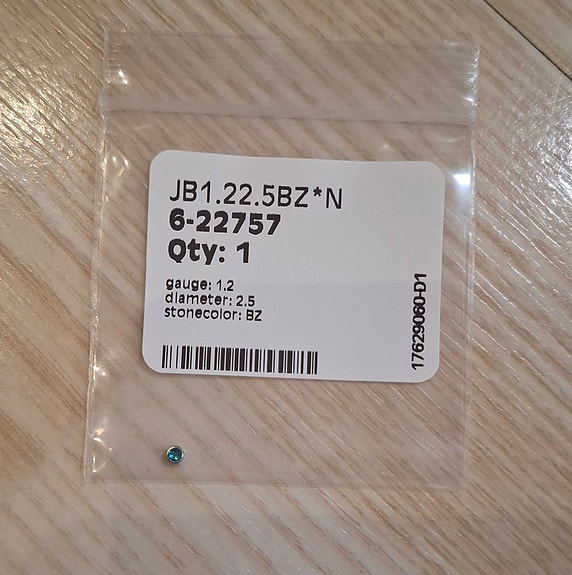 JB1.22.5BZ*N
6-22757
Qty: 1
gauge: 1.2
diameter: 2.5
stonecolor: BZ
17629060-D1